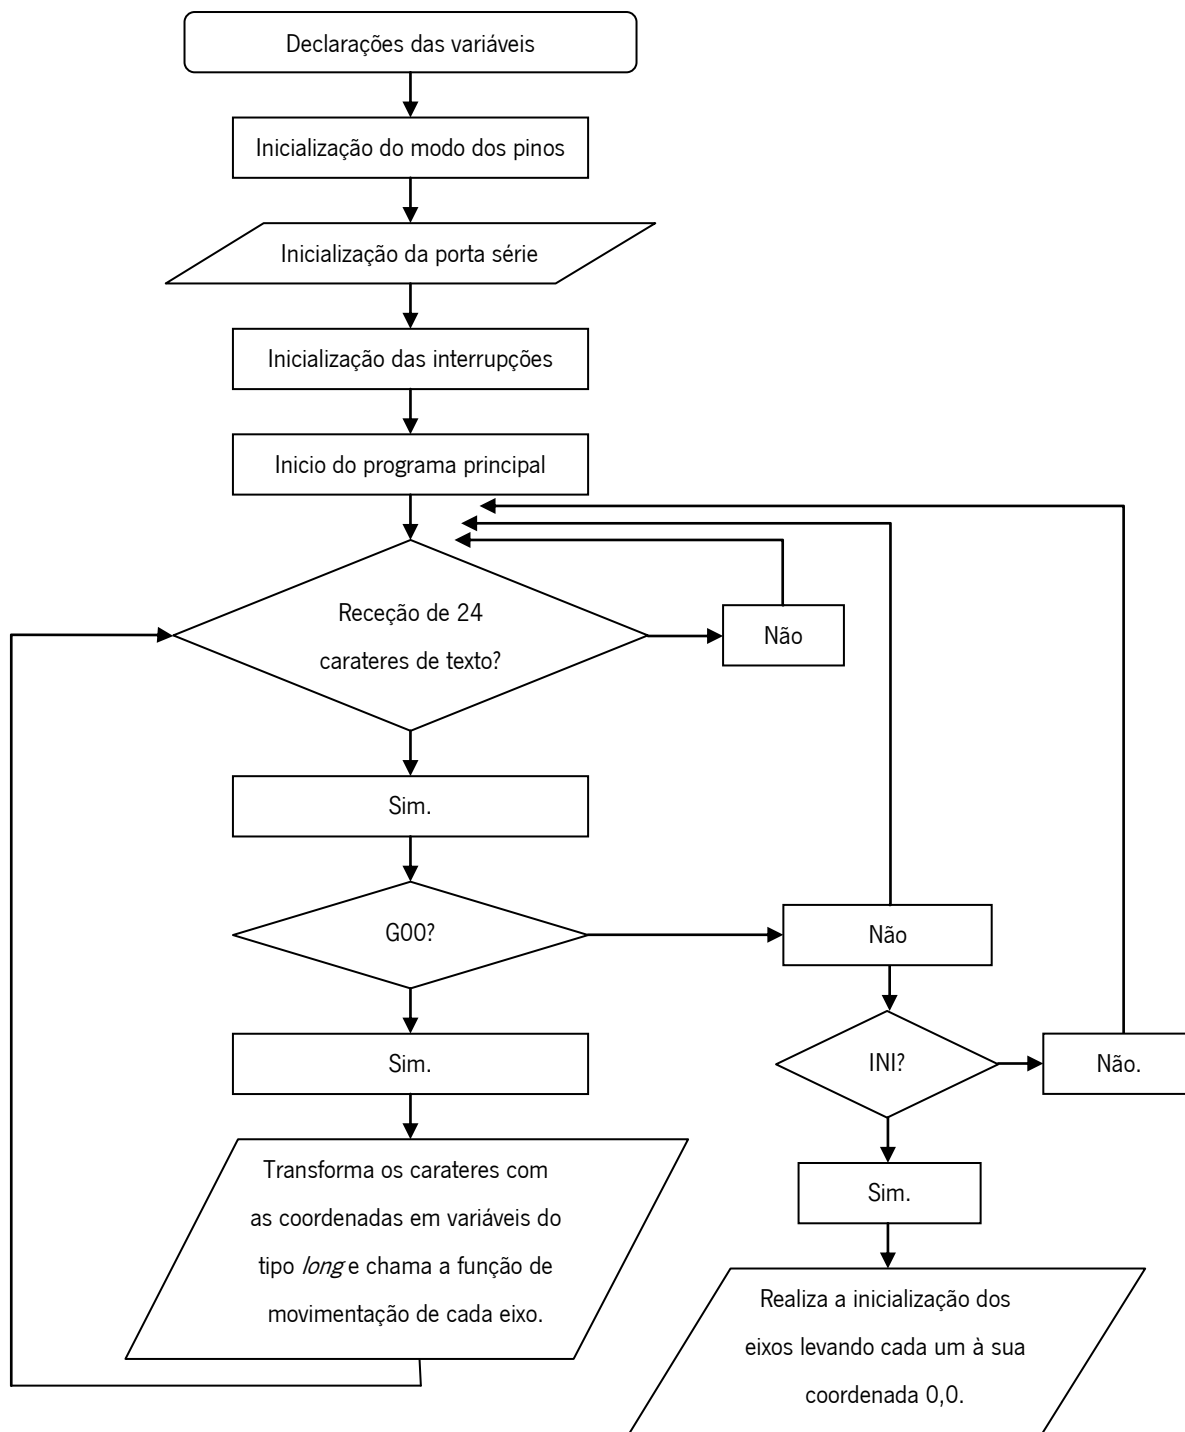 Declarações das variáveis
Inicialização do modo dos pinos
Inicialização da porta série
Inicialização das interrupções
Inicio do programa principal
Receção de 24
carateres de texto?
Não
Sim.
G00?
Não
Sim.
INI?
Não.
Transforma os carateres com
as coordenadas em variáveis do
tipo long e chama a função de
movimentação de cada eixo.
Sim.
Realiza a inicialização dos
eixos levando cada um à sua
coordenada 0,0.